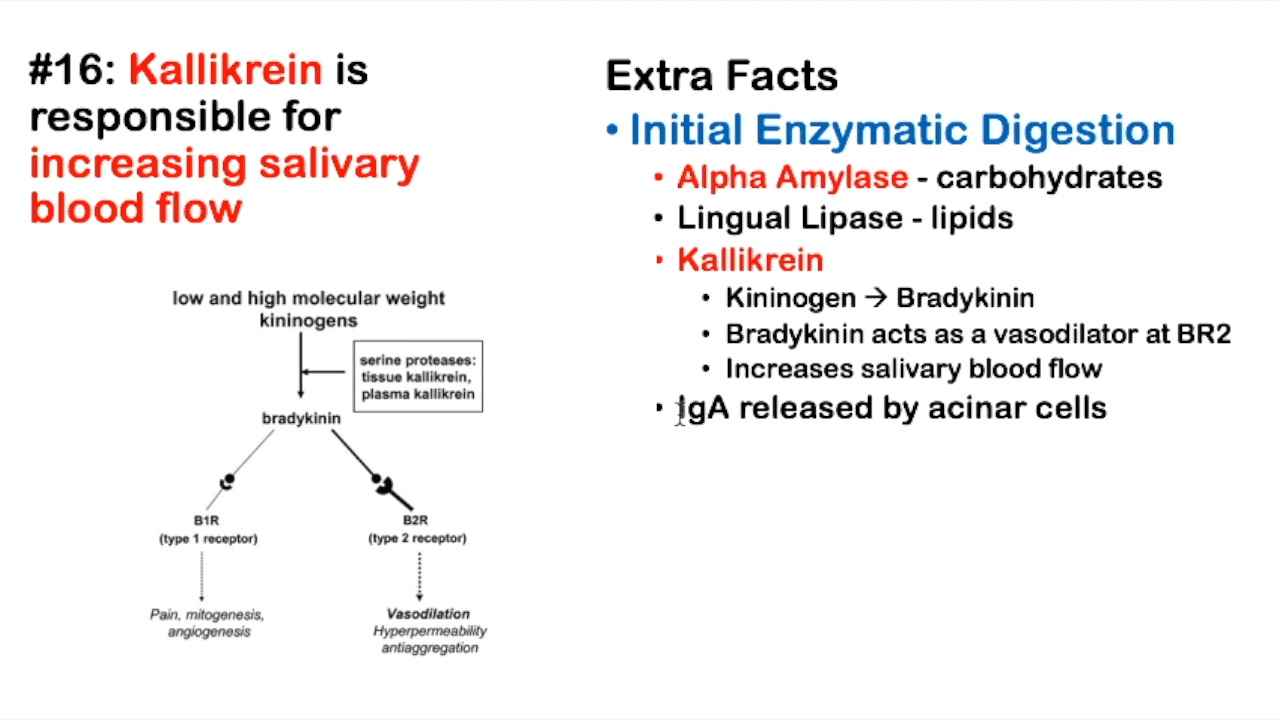 #16: Kallikrein is
responsible for
increasing salivary
blood flow
low and high molecular weight
kininogens
serine proteases:
tissue kallikrein,
plasma kallikrein
bradykinin
B1R
(type 1 receptor)
B2R
(type 2 receptor)
Pain, mitogenesis,
angiogenesis
Vasodilation
Hyperpermeability
antiaggregation
Extra Facts
• Initial Enzymatic Digestion
• Alpha Amylase - carbohydrates
• Lingual Lipase - lipids
• Kallikrein
• Kininogen → Bradykinin
• Bradykinin acts as a vasodilator at BR2
• Increases salivary blood flow
• IgA released by acinar cells